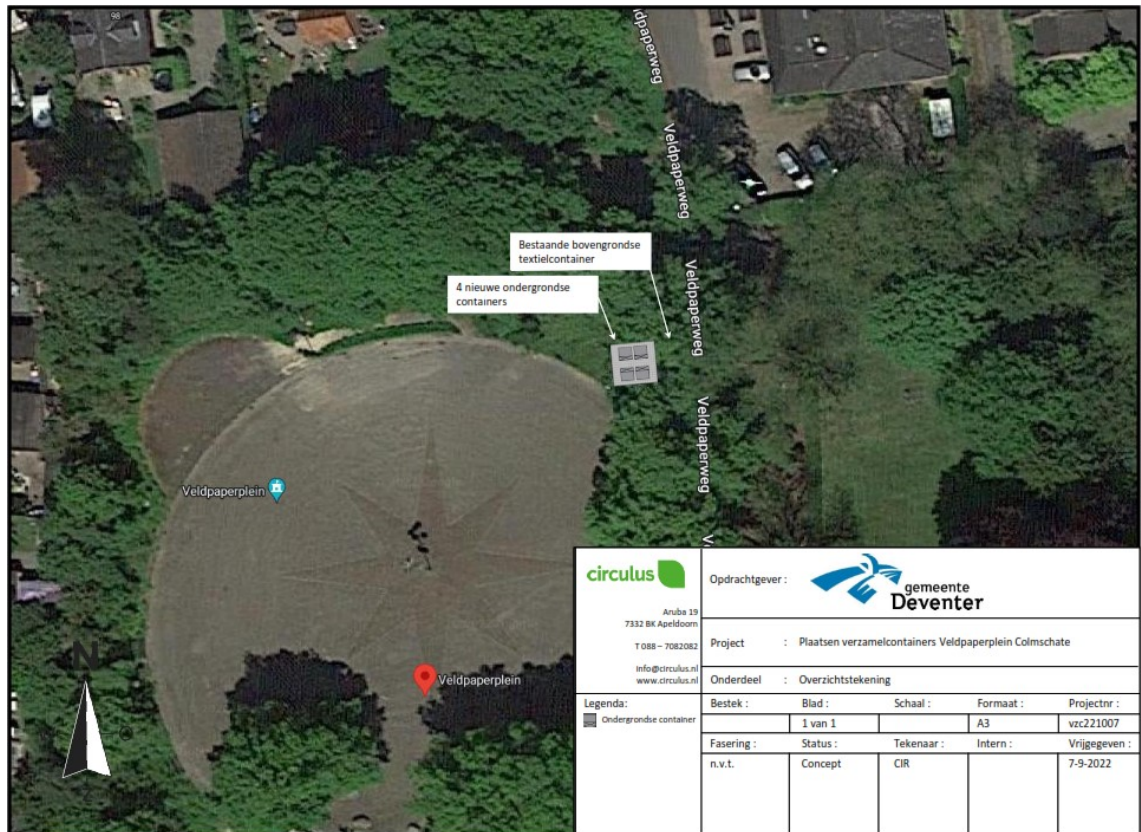 98
Veldpaperweg
Veldpaperweg
Bestaande bovengrondse
textielcontainer
4 nieuwe ondergrondse
containers
Veldpaperweg
Veldpaperweg
Veldpaperplein
Veldpaperplein
N
circulus
Aruba 19
7332 BK Apeldoorn
T 088 – 7082082
info@circulus.nl
www.circulus.nl
Legenda:
Ondergrondse container
Opdrachtgever :
gemeente
Deventer
Project : Plaatsen verzamelcontainers Veldpaperplein Colmschate
Onderdeel : Overzichtstekening
Bestek : Blad : Schaal : Formaat : Projectnr :
1 van 1 A3 vzc221007
Fasering : Status : Tekenaar : Intern : Vrijgegeven :
n.v.t. Concept CIR 7-9-2022